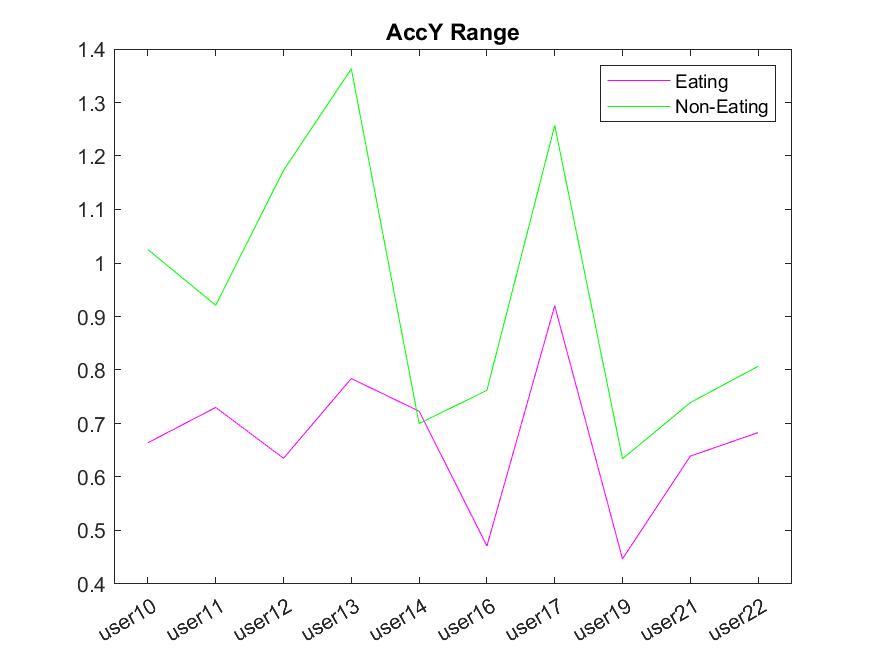 AccY Range
1.4
1.3
1.2
1.1
1
0.9
0.8
0.7
0.6
0.5
0.4
Eating
Non-Eating
user10
user11
user12
user13
user14
user16
user17
user19
user21
user22